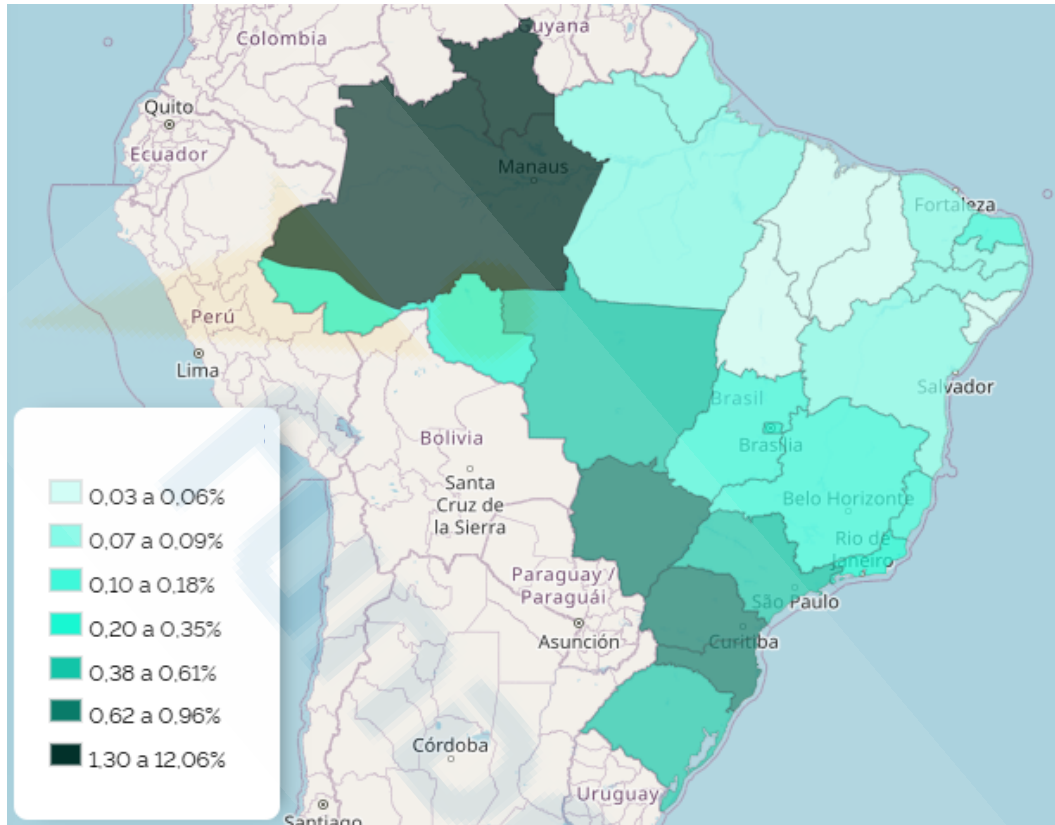 Guyana
Colombia
Quito
Ecuador
Manaus
Fortaleza
Perú
Lima
Brasil
Salvador
Brasilia
Bolivia
Santa
Cruz de
la Sierra
Belo Horizonte
Rio de
Janeiro
Paraguay /
Paraguái
São Paulo
Asunción
Curitiba
Córdoba
Uruguay
Santiago
0,03 a 0,06%
0,07 a 0,09%
0,10 a 0,18%
0,20 a 0,35%
0,38 a 0,61%
0,62 a 0,96%
1,30 a 12,06%